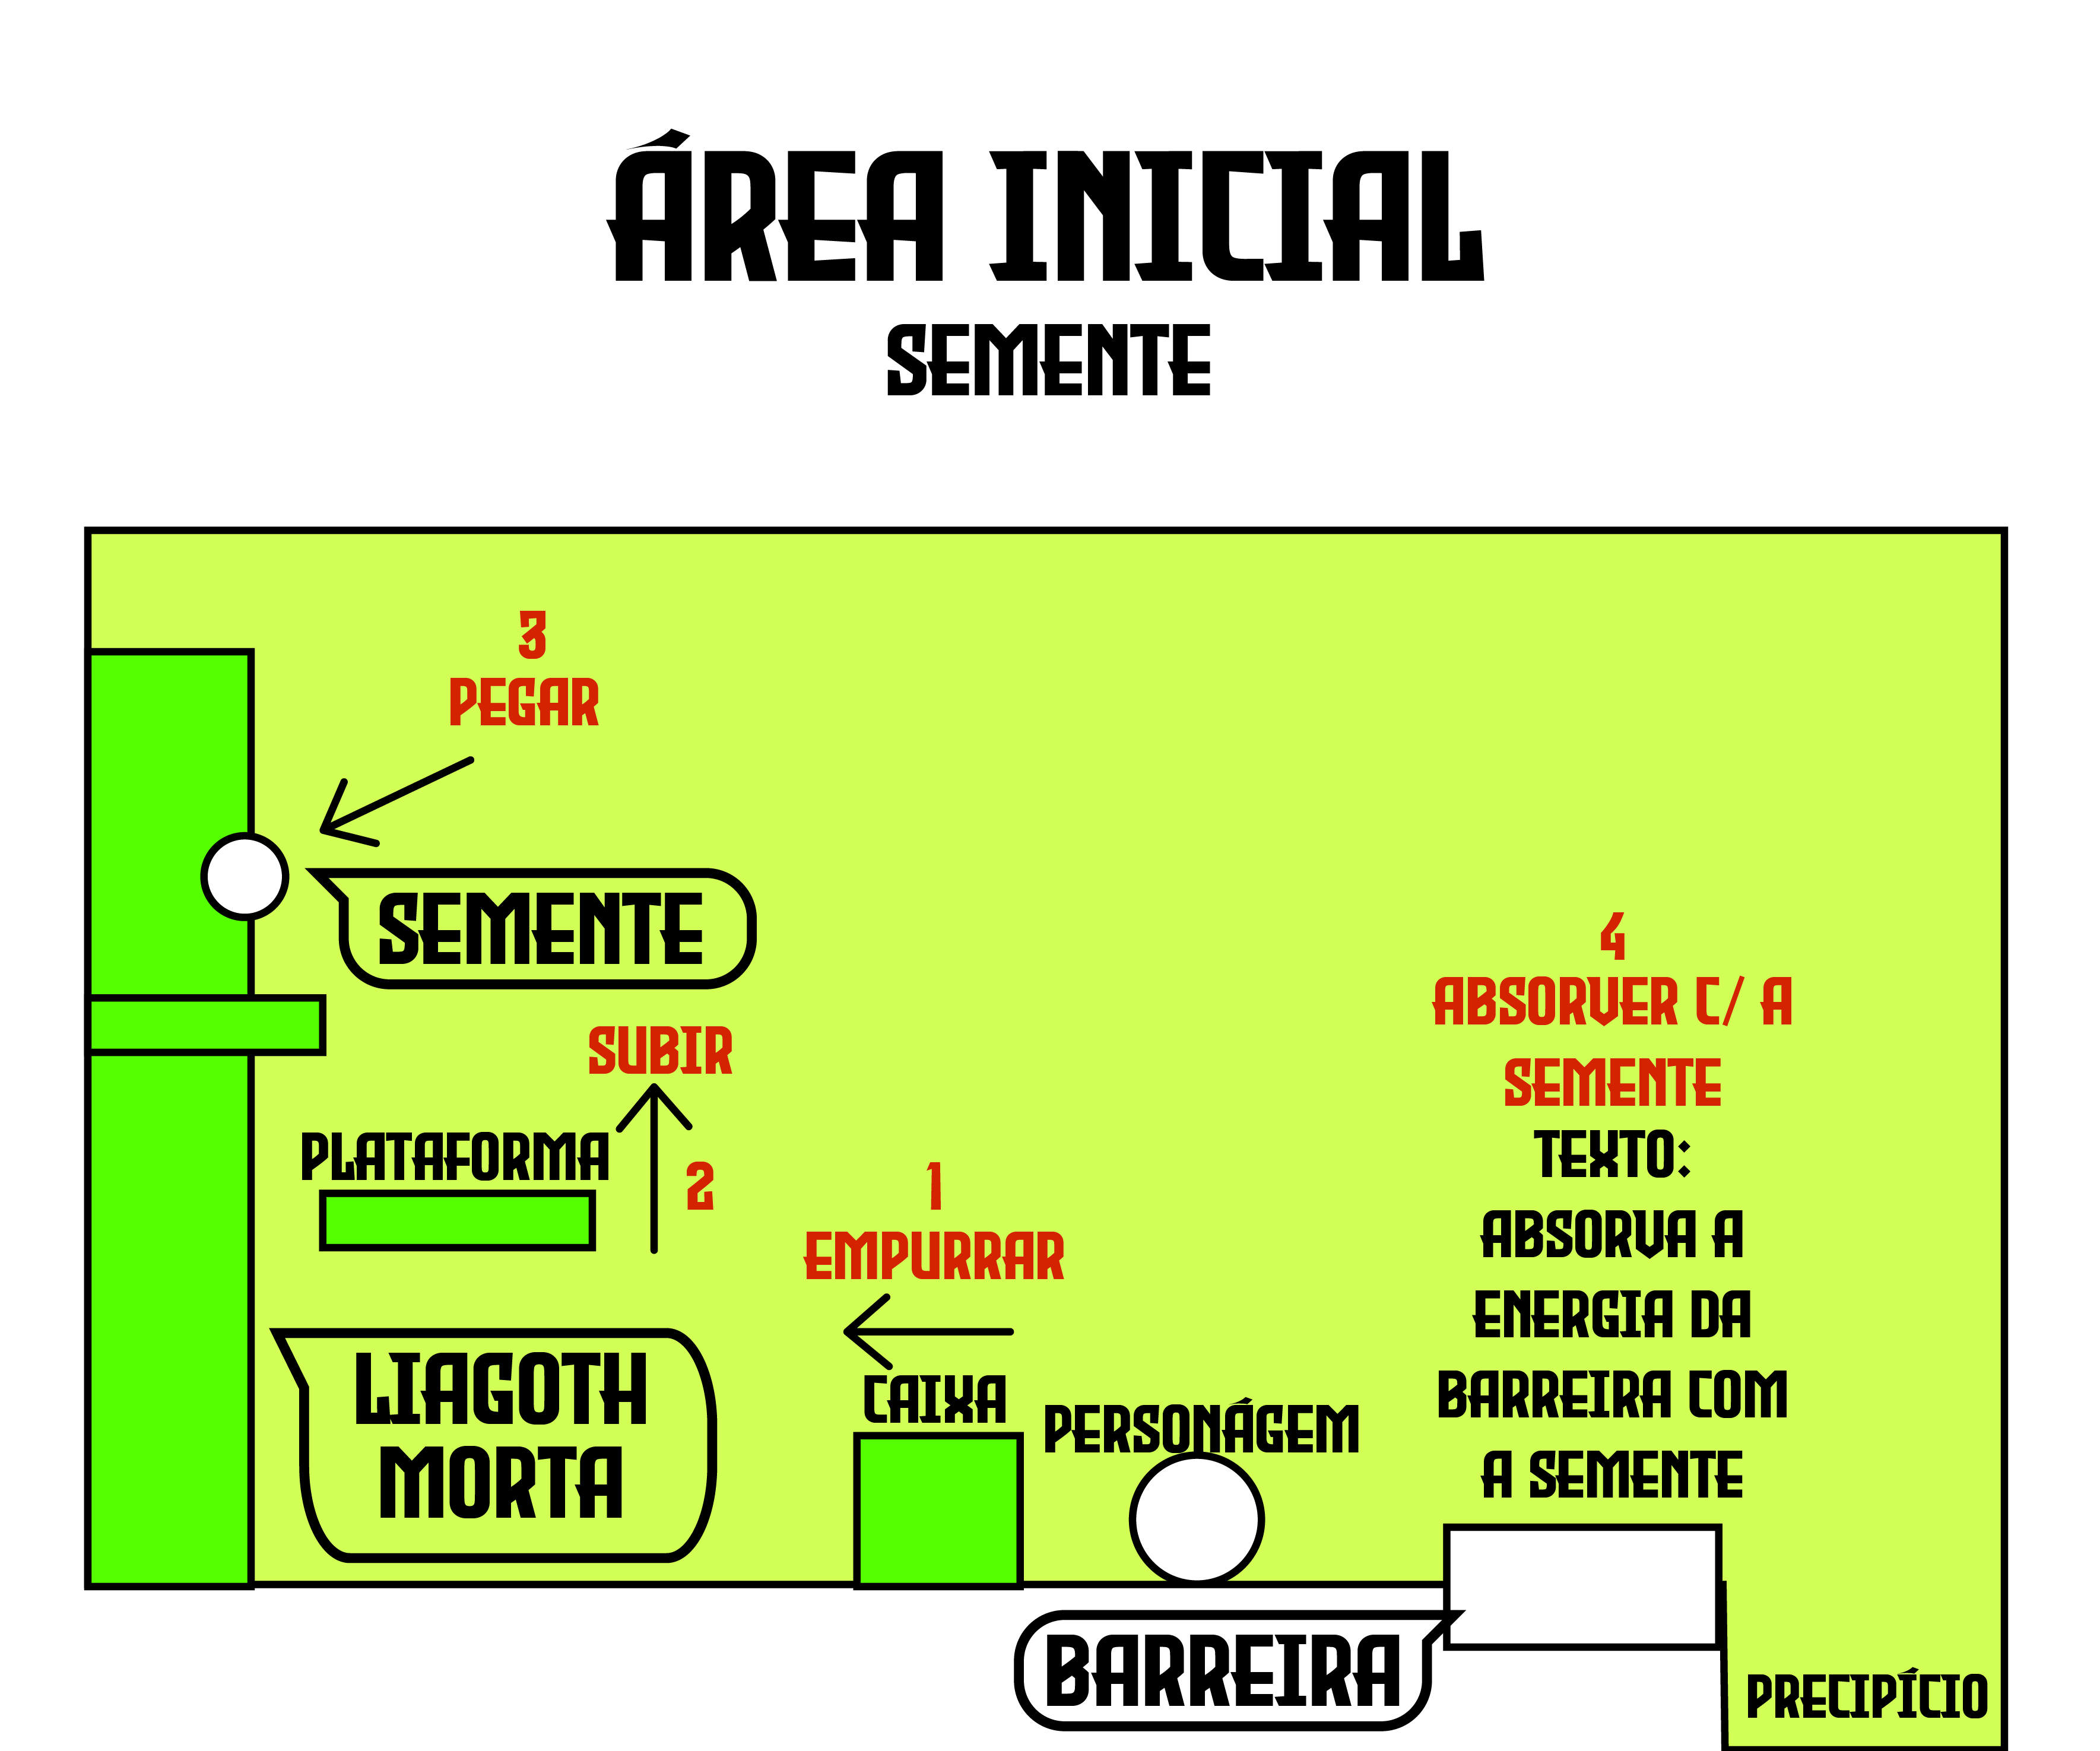 ÁREA INICIAL
SEMENTE
3
PEGAR
SEMENTE
SUBIR
PLATAFORMA
2
1
EMPURRAR
LIAGOTH
MORTA
CAIXA
PERSONÁGEM
4
ABSORVER C/ A
SEMENTE
TEXTO:
ABSORVA A
ENERGIA DA
BARREIRA COM
A SEMENTE
BARREIRA
PRECIPÍCIO